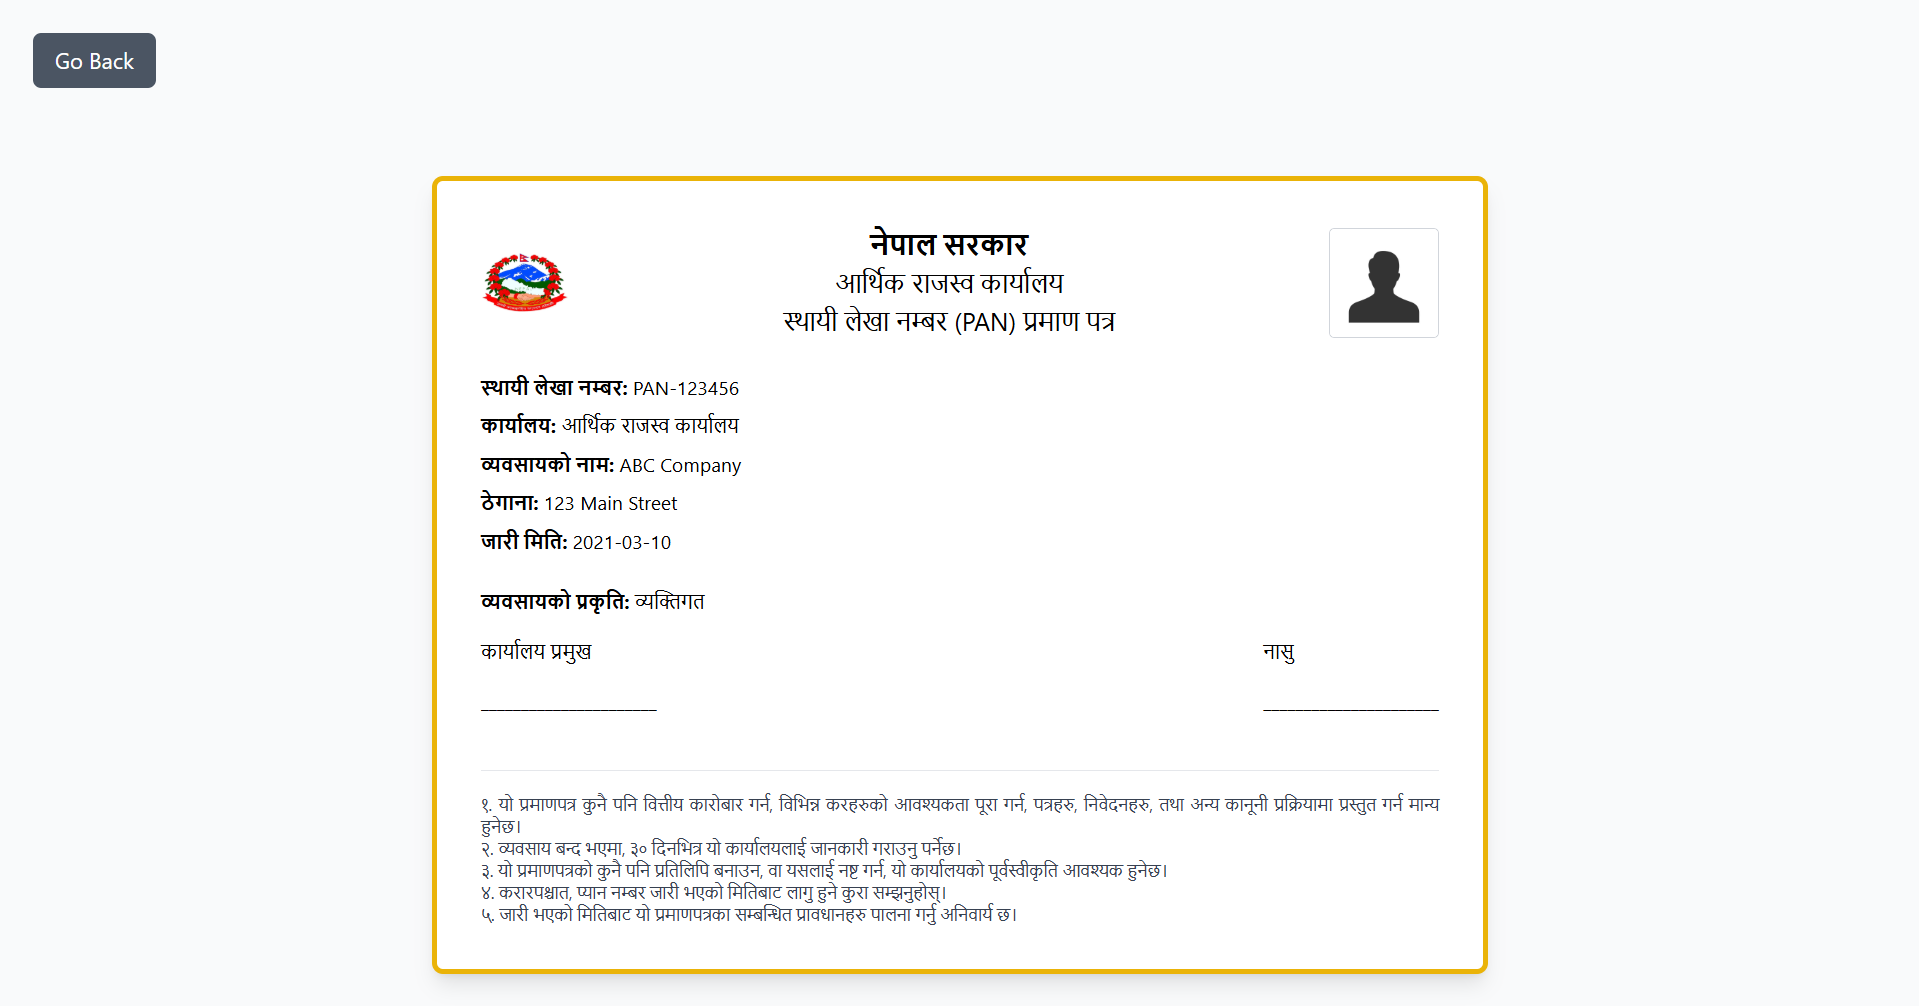 Go Back
नेपाल सरकार
आर्थिक राजस्व कार्यालय
स्थायी लेखा नम्बर (PAN) प्रमाण पत्र
स्थायी लेखा नम्बर: PAN-123456
कार्यालय: आर्थिक राजस्व कार्यालय
व्यवसायको नाम: ABC Company
ठेगाना: 123 Main Street
जारी मिति: 2021-03-10
व्यवसायको प्रकृति: व्यक्तिगत
कार्यालय प्रमुख
नासु
१. यो प्रमाणपत्र कुनै पनि वित्तीय कारोबार गर्न, विभिन्न करहरुको आवश्यकता पूरा गर्न, पत्रहरु, निवेदनहरु, तथा अन्य कानूनी प्रक्रियामा प्रस्तुत गर्न मान्य
हुनेछ।
२. व्यवसाय बन्द भएमा, ३० दिनभित्र यो कार्यालयलाई जानकारी गराउनु पर्नेछ।
३. यो प्रमाणपत्रको कुनै पनि प्रतिलिपि बनाउन, वा यसलाई नष्ट गर्न, यो कार्यालयको पूर्वस्वीकृति आवश्यक हुनेछ।
४. करारपश्चात, प्यान नम्बर जारी भएको मितिबाट लागु हुने कुरा सम्झनुहोस्।
५. जारी भएको मितिबाट यो प्रमाणपत्रका सम्बन्धित प्रावधानहरु पालना गर्नु अनिवार्य छ।